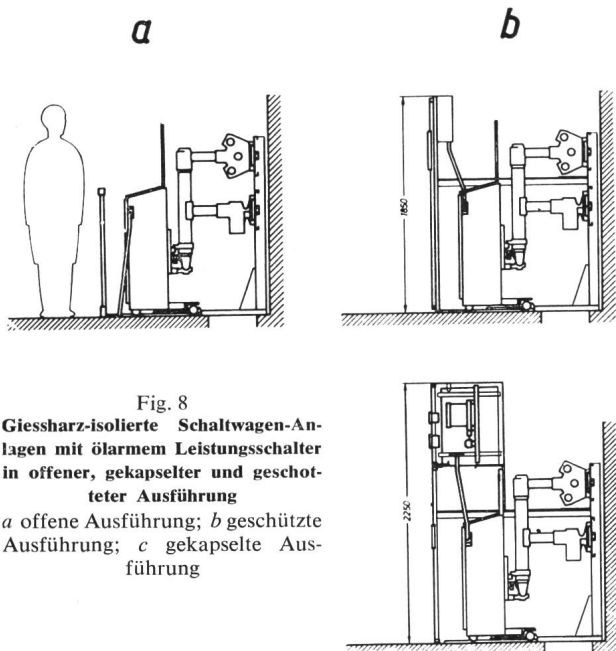 a
b
1850
Fig. 8
Giessharz-isolierte Schaltwagen-An-
lagen mit ölarmem Leistungsschalter
in offener, gekapselter und geschot-
teter Ausführung
a offene Ausführung; b geschützte
Ausführung; c gekapselte Aus-
führung
2250